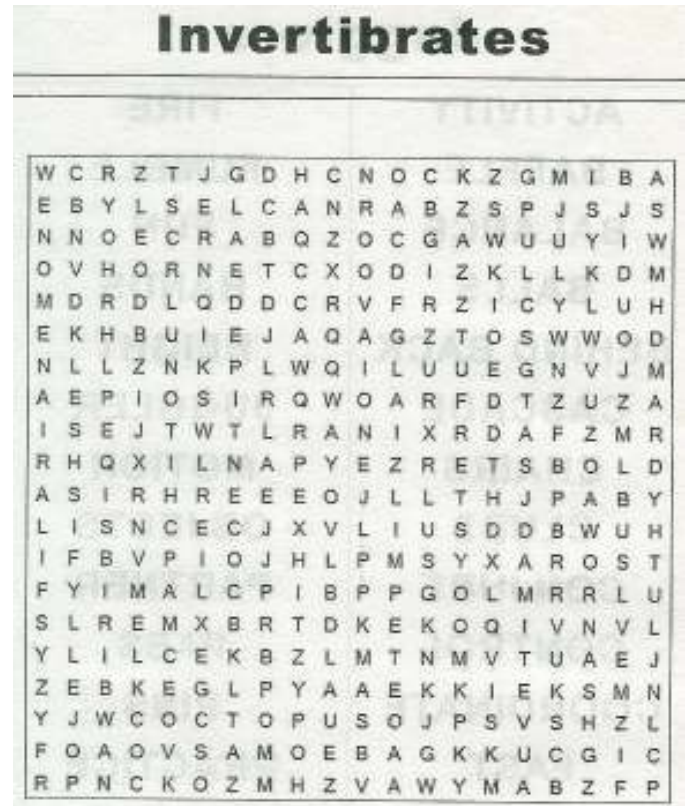 Invertibrates
W C R Z T J G D H C N O C K Z G M I B A
E B Y L S E L C A N R A B Z S P J S J S
N N O E C R A B Q Z O C G A W U U Y I W
O V H O R N E T C X O D I Z K L L K D M
M D R D L Q D D C R V F R Z I C Y L U H
E K H B U I E J A Q A G Z T O S W W O D
N L L Z N K P L W Q I L U U E G N V J M
A E P I O S I R Q W O A R F D T Z U Z A
I S E J T W T L R A N I X R D A F Z M R
R H Q X I L N A P Y E Z R E T S B O L D
A S I R H R E E E O J L L T H J P A B Y
L I S N C E C J X V L I U S D D B W U H
I F B V P I O J H L P M S Y X A R O S T
F Y I M A L C P I B P P G O L M R R L U
S L R E M X B R T D K E K O Q I V N V L
Y L I L C E K B Z L M T N M V T U A E J
Z E B K E G L P Y A A E K K I E K S M N
Y J W C O C T O P U S O J P S V S H Z L
F O A O V S A M O E B A G K K U C G I C
R P N C K O Z M H Z V A W Y M A B Z F P